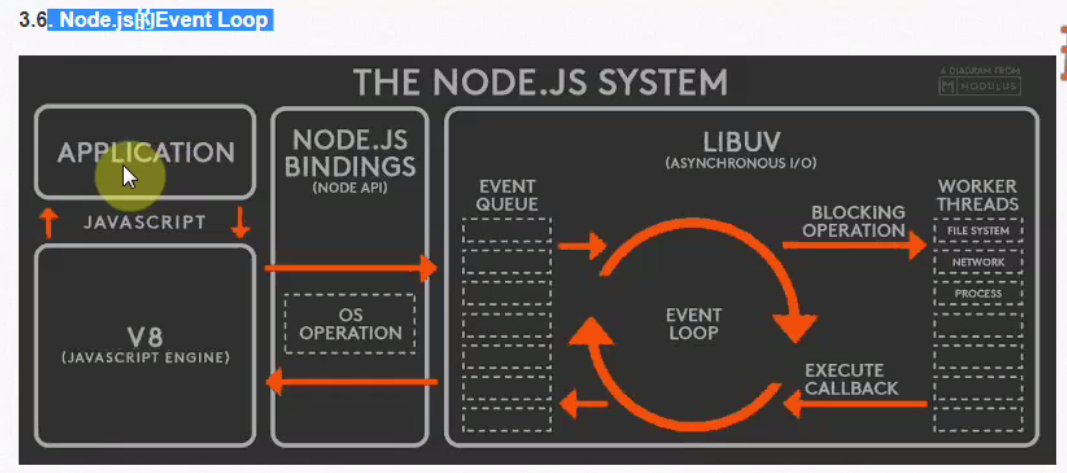 3.6. Node.js的Event Loop
THE NODE.JS SYSTEM
A DIAGRAM FROM
NODULUS
APPLICATION
JAVASCRIPT
V8
(JAVASCRIPT ENGINE)
NODE.JS
BINDINGS
(NODE API)
OS
OPERATION
LIBUV
(ASYNCHRONOUS I/O)
EVENT
QUEUE
EVENT
LOOP
BLOCKING
OPERATION
EXECUTE
CALLBACK
WORKER
THREADS
FILE SYSTEM
NETWORK
PROCESS